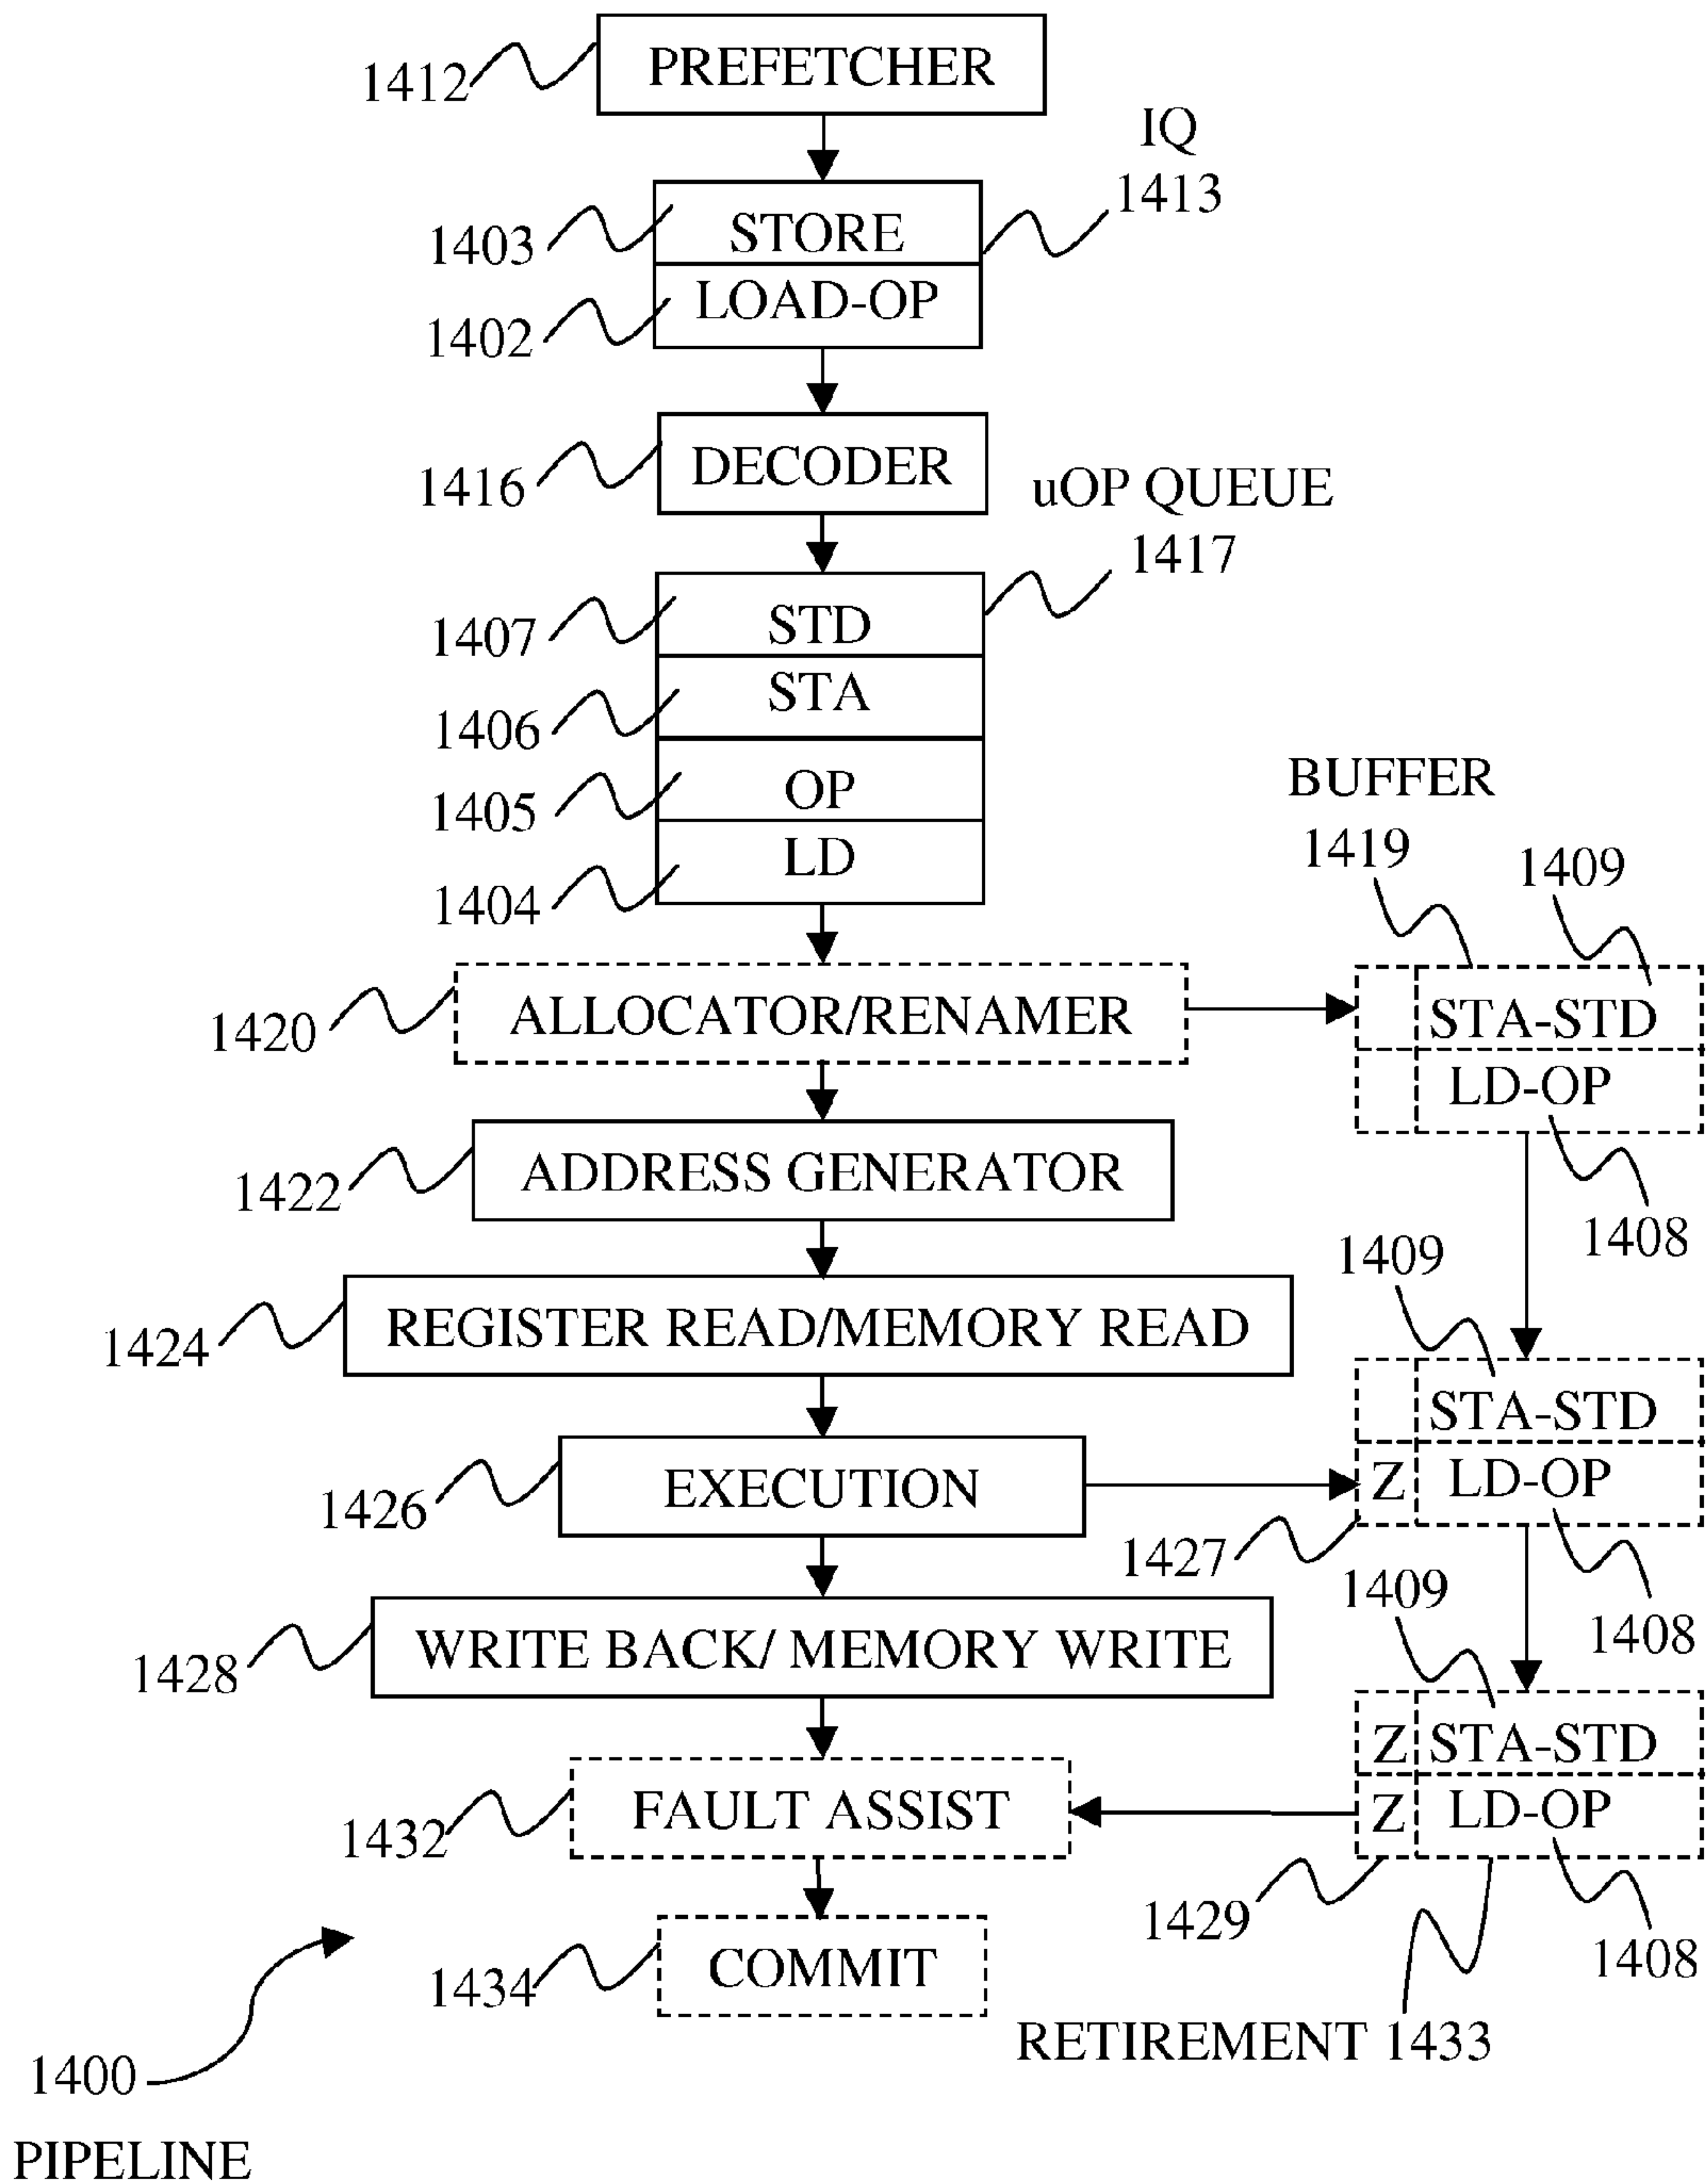 PREFETCHER
1412
IQ
1413
STORE
1403
LOAD-OP
1402
DECODER
1416
uOP QUEUE
1417
STD
1407
STA
1406
OP
1405
LD
1404
BUFFER
1419
1409
ALLOCATOR/RENAMER
1420
STA-STD
LD-OP
1408
ADDRESS GENERATOR
1422
1409
REGISTER READ/MEMORY READ
1424
STA-STD
Z LD-OP
EXECUTION
1426
1427
1409
1408
WRITE BACK/ MEMORY WRITE
1428
Z STA-STD
Z LD-OP
FAULT ASSIST
1432
1429
1408
COMMIT
1434
RETIREMENT 1433
1400
PIPELINE